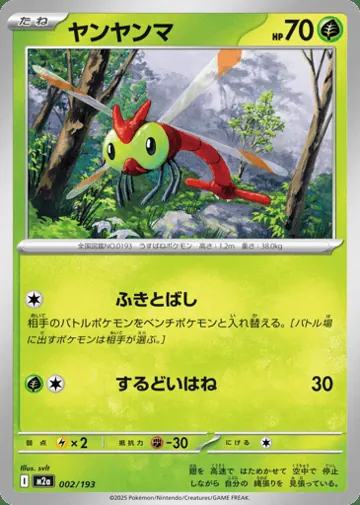 たね
ヤンヤンマ
HP70
全国図鑑NO.0193 うすばねポケモン 高さ:1.2m 重さ:38.0kg
ふきとばし
相手のバトルポケモンをベンチポケモンと入れ替える。[バトル場
に出すポケモンは相手が選ぶ。]
するどいはね 30
弱点 ×2 抵抗力 -30 にげる
Illus. svlt
I M2a 002/193
翅を 高速で はためかせて 空中を 停止
しながら 自分の 縄張りを 見張っている。
©2025 Pokémon/Nintendo/Creatures/GAME FREAK.